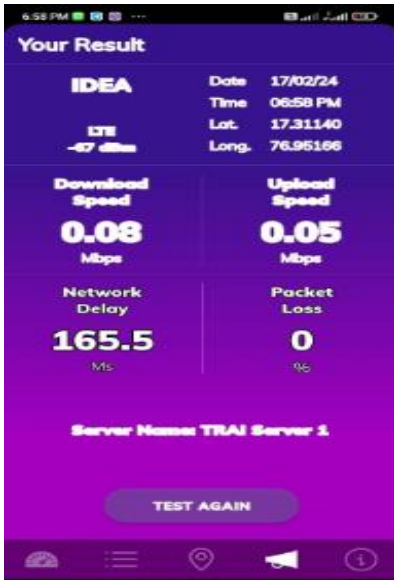 6:58 PM
Your Result
IDEA
LTE
Date 17/02/24
Time 06:58 PM
Lat. 17.31140
Long. 76.95166
Download Speed
0.08
Mbps
Upload Speed
0.05
Mbps
Network Delay
165.5
Ms
Packet Loss
0
%
Server Name: TRAI Server 1
TEST AGAIN